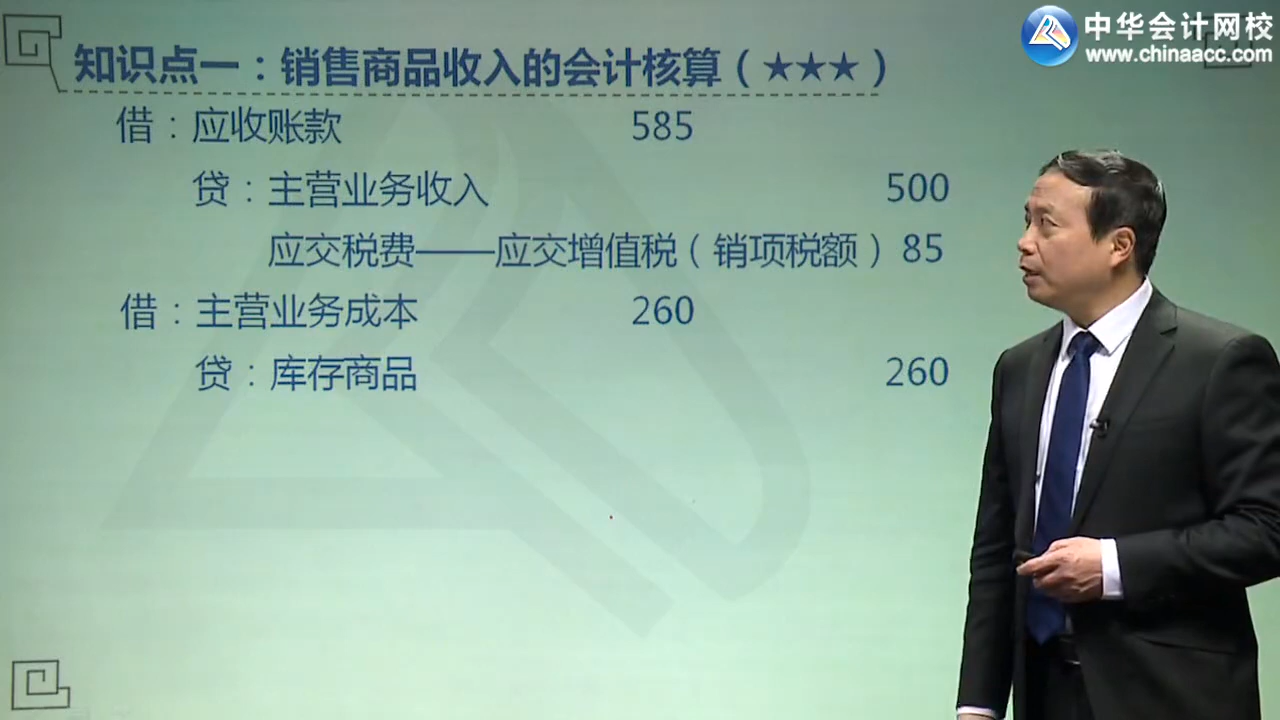 中华会计网校
www.chinaacc.com
知识点一：销售商品收入的会计核算（★★★）
借：应收账款 585
贷：主营业务收入 500
应交税费——应交增值税（销项税额） 85
借：主营业务成本 260
贷：库存商品 260